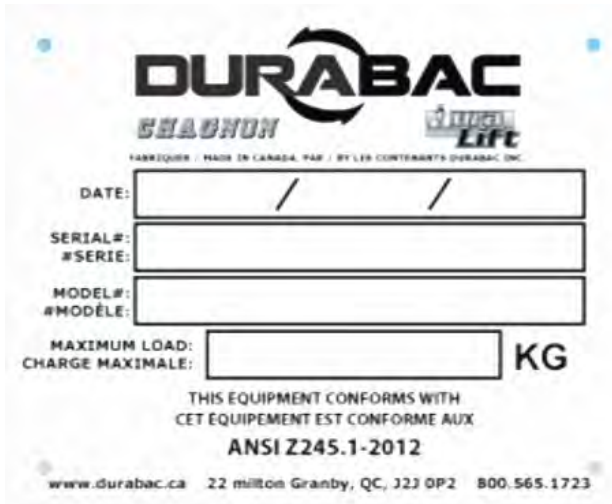 DURABAC
CHAGNON
Dura Lift
FABRIQUER / MADE IN CANADA, PAR / BY LES CONTENANTS DURABAC INC.
DATE: / /
SERIAL#:
#SERIE:
MODEL#:
#MODÈLE:
MAXIMUM LOAD:
CHARGE MAXIMALE: KG
THIS EQUIPMENT CONFORMS WITH
CET ÉQUIPEMENT EST CONFORME AUX
ANSI Z245.1-2012
www.durabac.ca 22 milton Granby, QC, J2J 0P2 800.565.1723